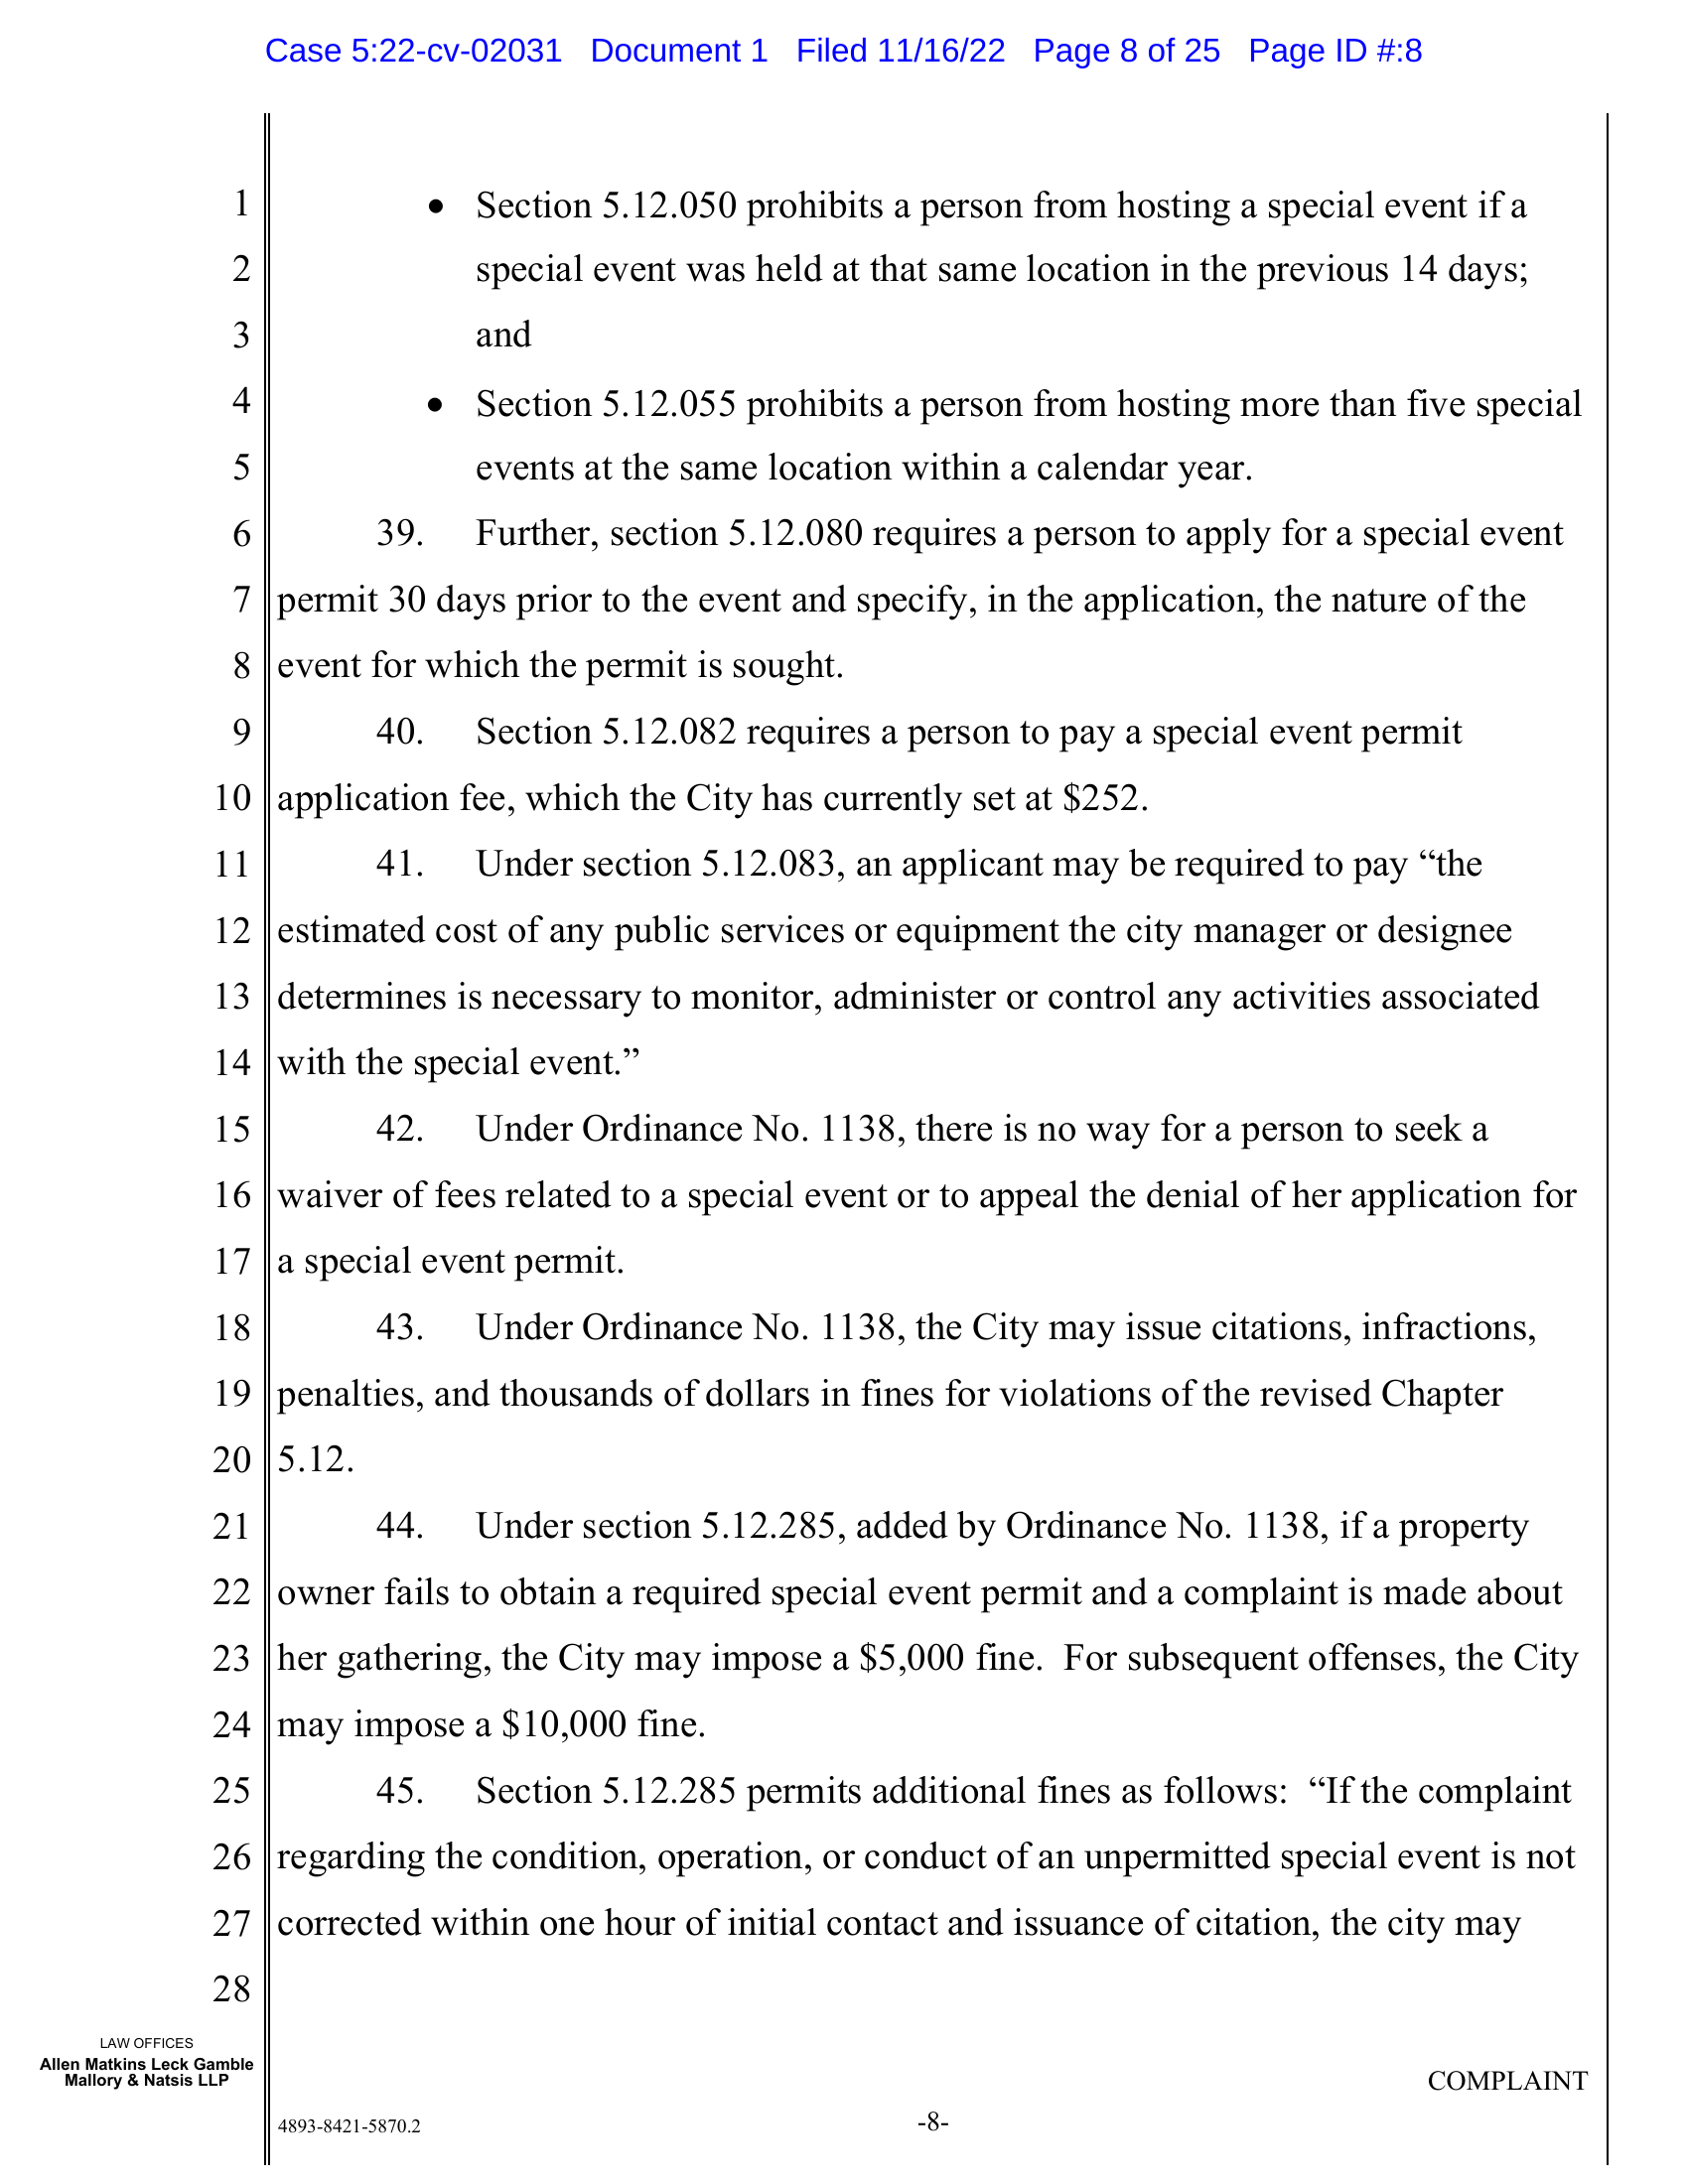 Case 5:22-cv-02031 Document 1 Filed 11/16/22 Page 8 of 25 Page ID #:8
1 • Section 5.12.050 prohibits a person from hosting a special event if a
2 special event was held at that same location in the previous 14 days;
3 and
4 • Section 5.12.055 prohibits a person from hosting more than five special
5 events at the same location within a calendar year.
6 39. Further, section 5.12.080 requires a person to apply for a special event
7 permit 30 days prior to the event and specify, in the application, the nature of the
8 event for which the permit is sought.
9 40. Section 5.12.082 requires a person to pay a special event permit
10 application fee, which the City has currently set at $252.
11 41. Under section 5.12.083, an applicant may be required to pay “the
12 estimated cost of any public services or equipment the city manager or designee
13 determines is necessary to monitor, administer or control any activities associated
14 with the special event.”
15 42. Under Ordinance No. 1138, there is no way for a person to seek a
16 waiver of fees related to a special event or to appeal the denial of her application for
17 a special event permit.
18 43. Under Ordinance No. 1138, the City may issue citations, infractions,
19 penalties, and thousands of dollars in fines for violations of the revised Chapter
20 5.12.
21 44. Under section 5.12.285, added by Ordinance No. 1138, if a property
22 owner fails to obtain a required special event permit and a complaint is made about
23 her gathering, the City may impose a $5,000 fine. For subsequent offenses, the City
24 may impose a $10,000 fine.
25 45. Section 5.12.285 permits additional fines as follows: “If the complaint
26 regarding the condition, operation, or conduct of an unpermitted special event is not
27 corrected within one hour of initial contact and issuance of citation, the city may
28
LAW OFFICES
Allen Matkins Leck Gamble
Mallory & Natsis LLP
COMPLAINT
4893-8421-5870.2 -8-